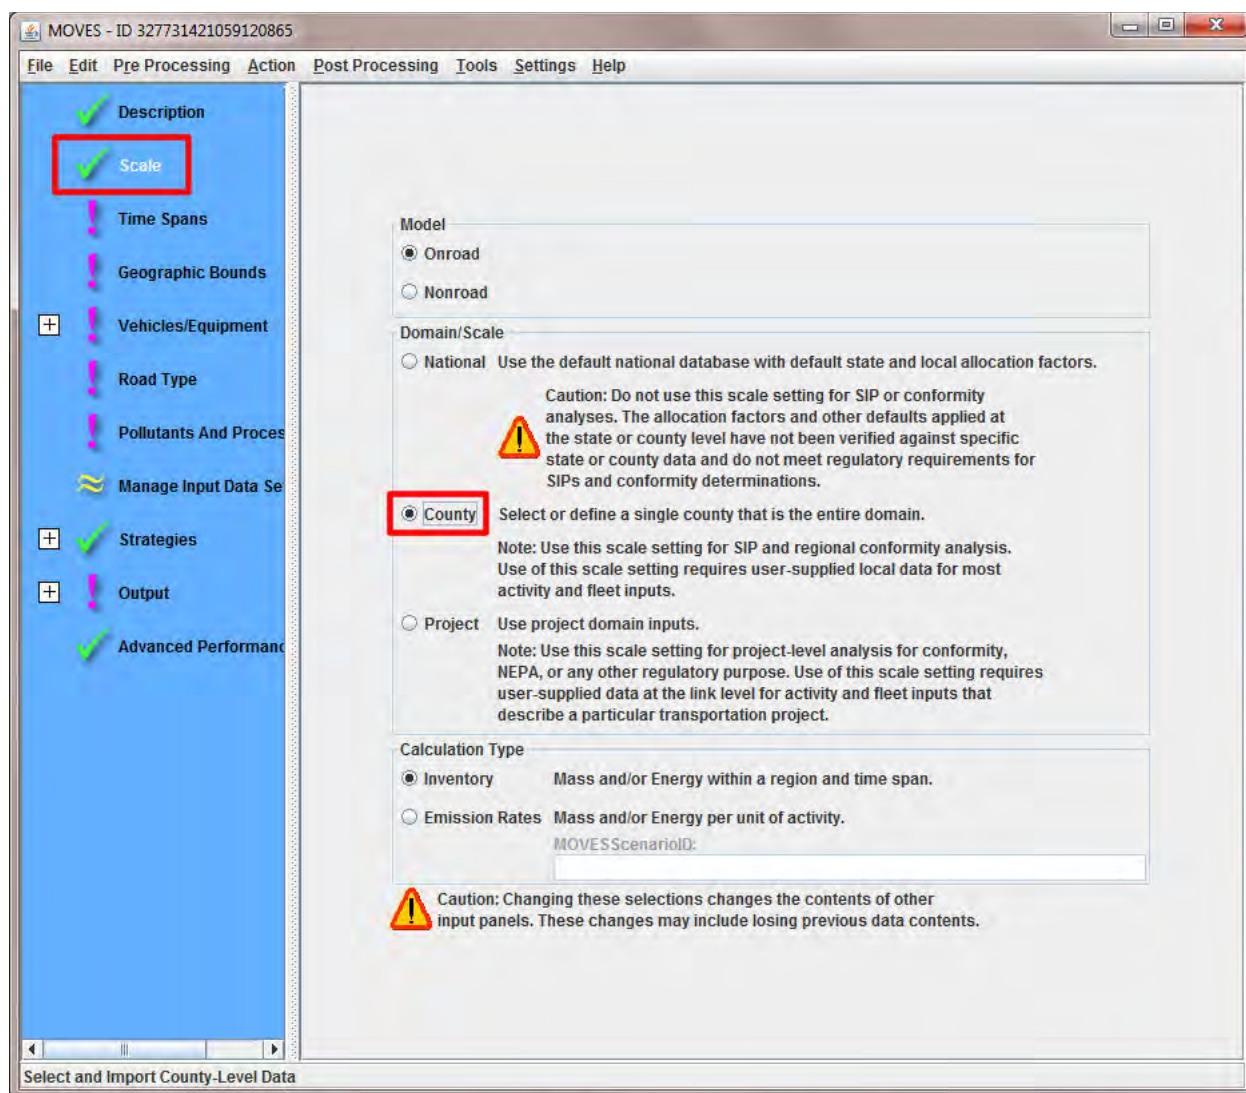 MOVES - ID 327731421059120865
File Edit Pre Processing Action Post Processing Tools Settings Help
Description
Scale
Time Spans
Geographic Bounds
Vehicles/Equipment
Road Type
Pollutants And Proces
Manage Input Data Se
Strategies
Output
Advanced Performanc
Model
Onroad
Nonroad
Domain/Scale
National Use the default national database with default state and local allocation factors.
Caution: Do not use this scale setting for SIP or conformity
analyses. The allocation factors and other defaults applied at
the state or county level have not been verified against specific
state or county data and do not meet regulatory requirements for
SIPs and conformity determinations.
County Select or define a single county that is the entire domain.
Note: Use this scale setting for SIP and regional conformity analysis.
Use of this scale setting requires user-supplied local data for most
activity and fleet inputs.
Project Use project domain inputs.
Note: Use this scale setting for project-level analysis for conformity,
NEPA, or any other regulatory purpose. Use of this scale setting requires
user-supplied data at the link level for activity and fleet inputs that
describe a particular transportation project.
Calculation Type
Inventory Mass and/or Energy within a region and time span.
Emission Rates Mass and/or Energy per unit of activity.
MOVESScenarioID:
Caution: Changing these selections changes the contents of other
input panels. These changes may include losing previous data contents.
Select and Import County-Level Data